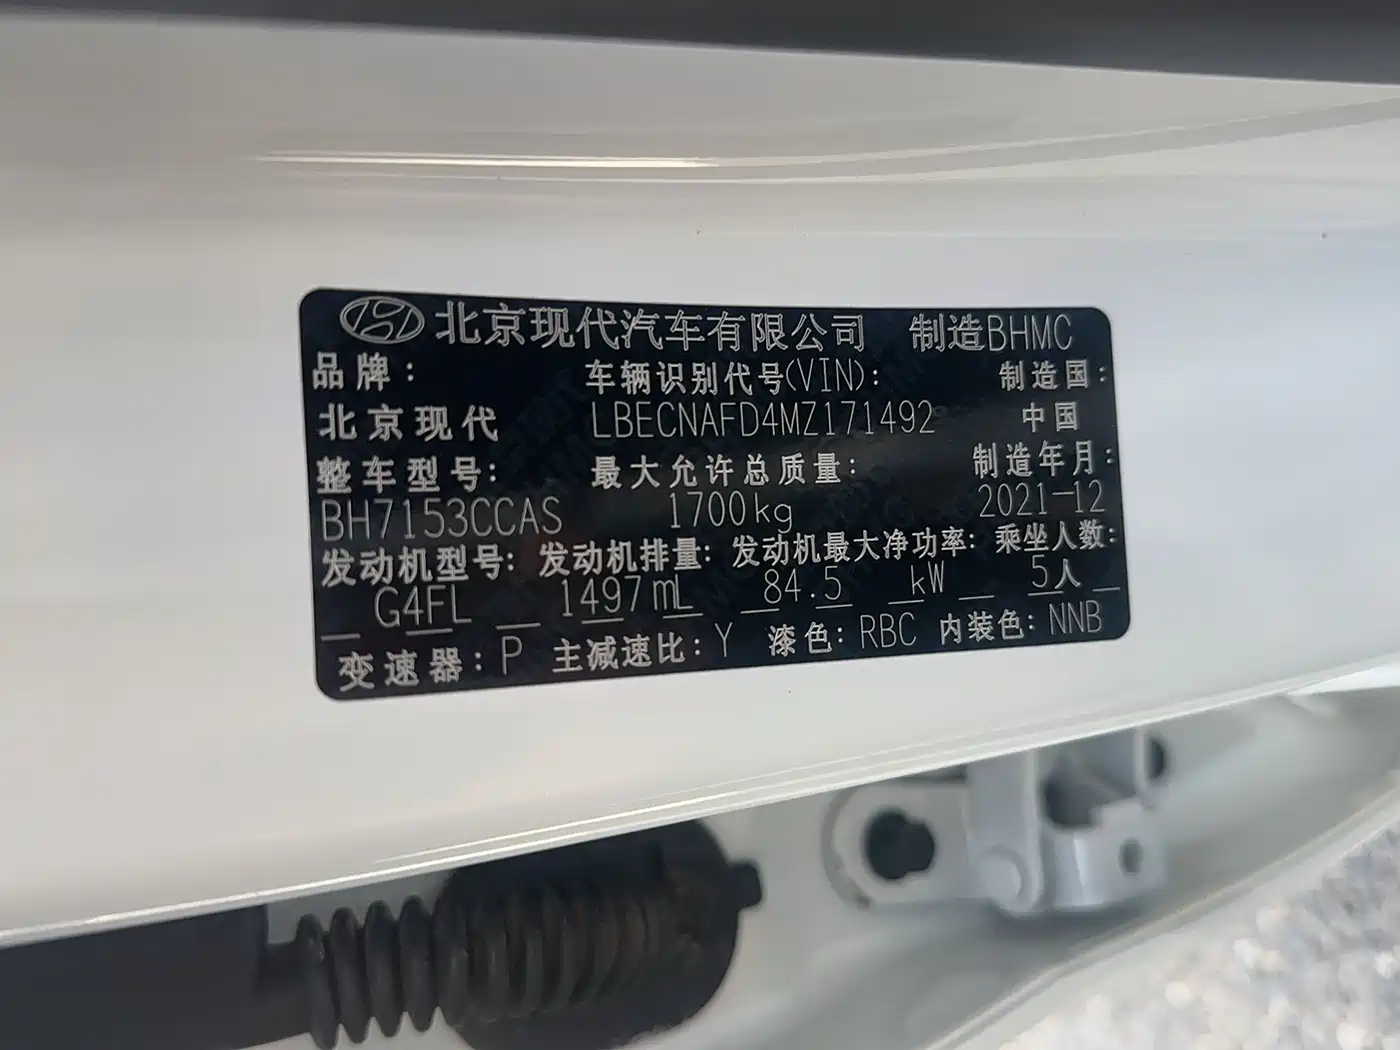 北京现代汽车有限公司 制造BHMC
品牌： 车辆识别代号(VIN)： 制造国：
北京现代 LBECNAFD4MZ171492 中国
整车型号： 最大允许总质量： 制造年月：
BH7153CCAS 1700kg 2021-12
发动机型号： 发动机排量： 发动机最大净功率： 乘坐人数：
G4FL 1497mL 84.5 kW 5人
变速器：P 主减速比：Y 漆色：RBC 内装色：NNB